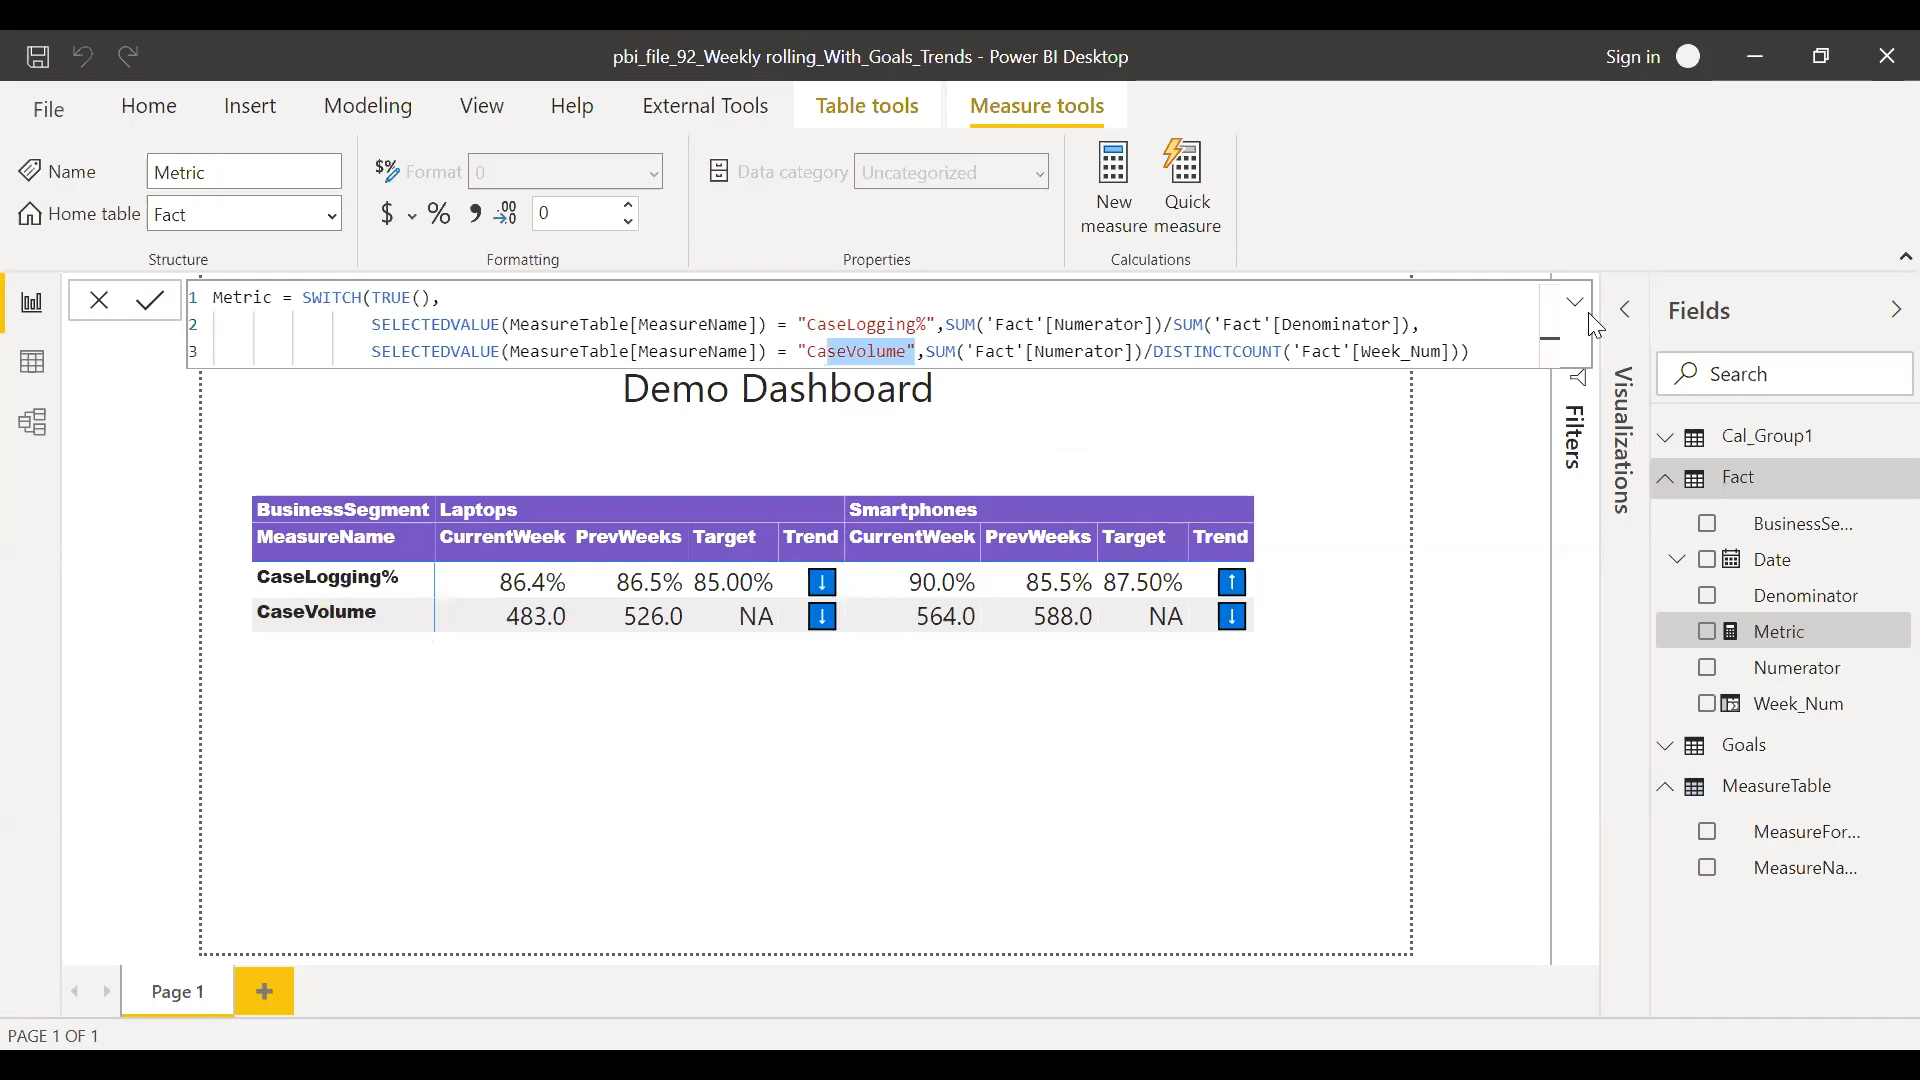 pbi_file_92_Weekly rolling_With_Goals_Trends - Power BI Desktop
Sign in
File Home Insert Modeling View Help External Tools Table tools Measure tools
Name Metric
Home table Fact
Structure
$% Format 0
$ % , .00 0
Formatting
Data category Uncategorized
Properties
New measure
Quick measure
Calculations
1 Metric = SWITCH(TRUE(),
2 SELECTEDVALUE(MeasureTable[MeasureName]) = "CaseLogging%",SUM('Fact'[Numerator])/SUM('Fact'[Denominator]),
3 SELECTEDVALUE(MeasureTable[MeasureName]) = "CaseVolume",SUM('Fact'[Numerator])/DISTINCTCOUNT('Fact'[Week_Num]))
Demo Dashboard
BusinessSegment Laptops Smartphones
MeasureName CurrentWeek PrevWeeks Target Trend CurrentWeek PrevWeeks Target Trend
CaseLogging% 86.4% 86.5% 85.00% ↓ 90.0% 85.5% 87.50% ↑
CaseVolume 483.0 526.0 NA ↓ 564.0 588.0 NA ↓
Filters
Visualizations
Fields
Search
Cal_Group1
Fact
BusinessSe...
Date
Denominator
Metric
Numerator
Week_Num
Goals
MeasureTable
MeasureFor...
MeasureNa...
Page 1
PAGE 1 OF 1